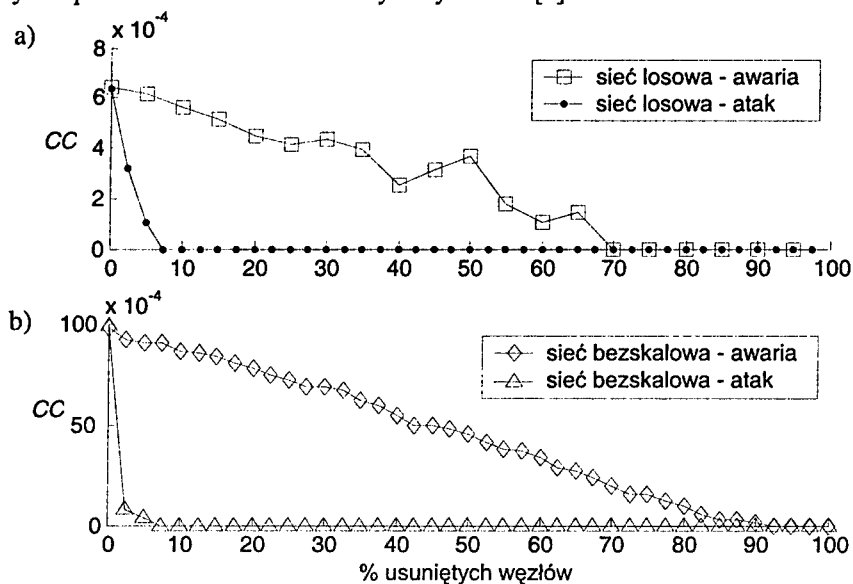 a)
x 10⁻⁴
8
6
4
2
0
CC
sieć losowa - awaria
sieć losowa - atak
0 10 20 30 40 50 60 70 80 90 100
b)
x 10⁻⁴
100
50
0
CC
sieć bezskalowa - awaria
sieć bezskalowa - atak
0 10 20 30 40 50 60 70 80 90 100
% usuniętych węzłów